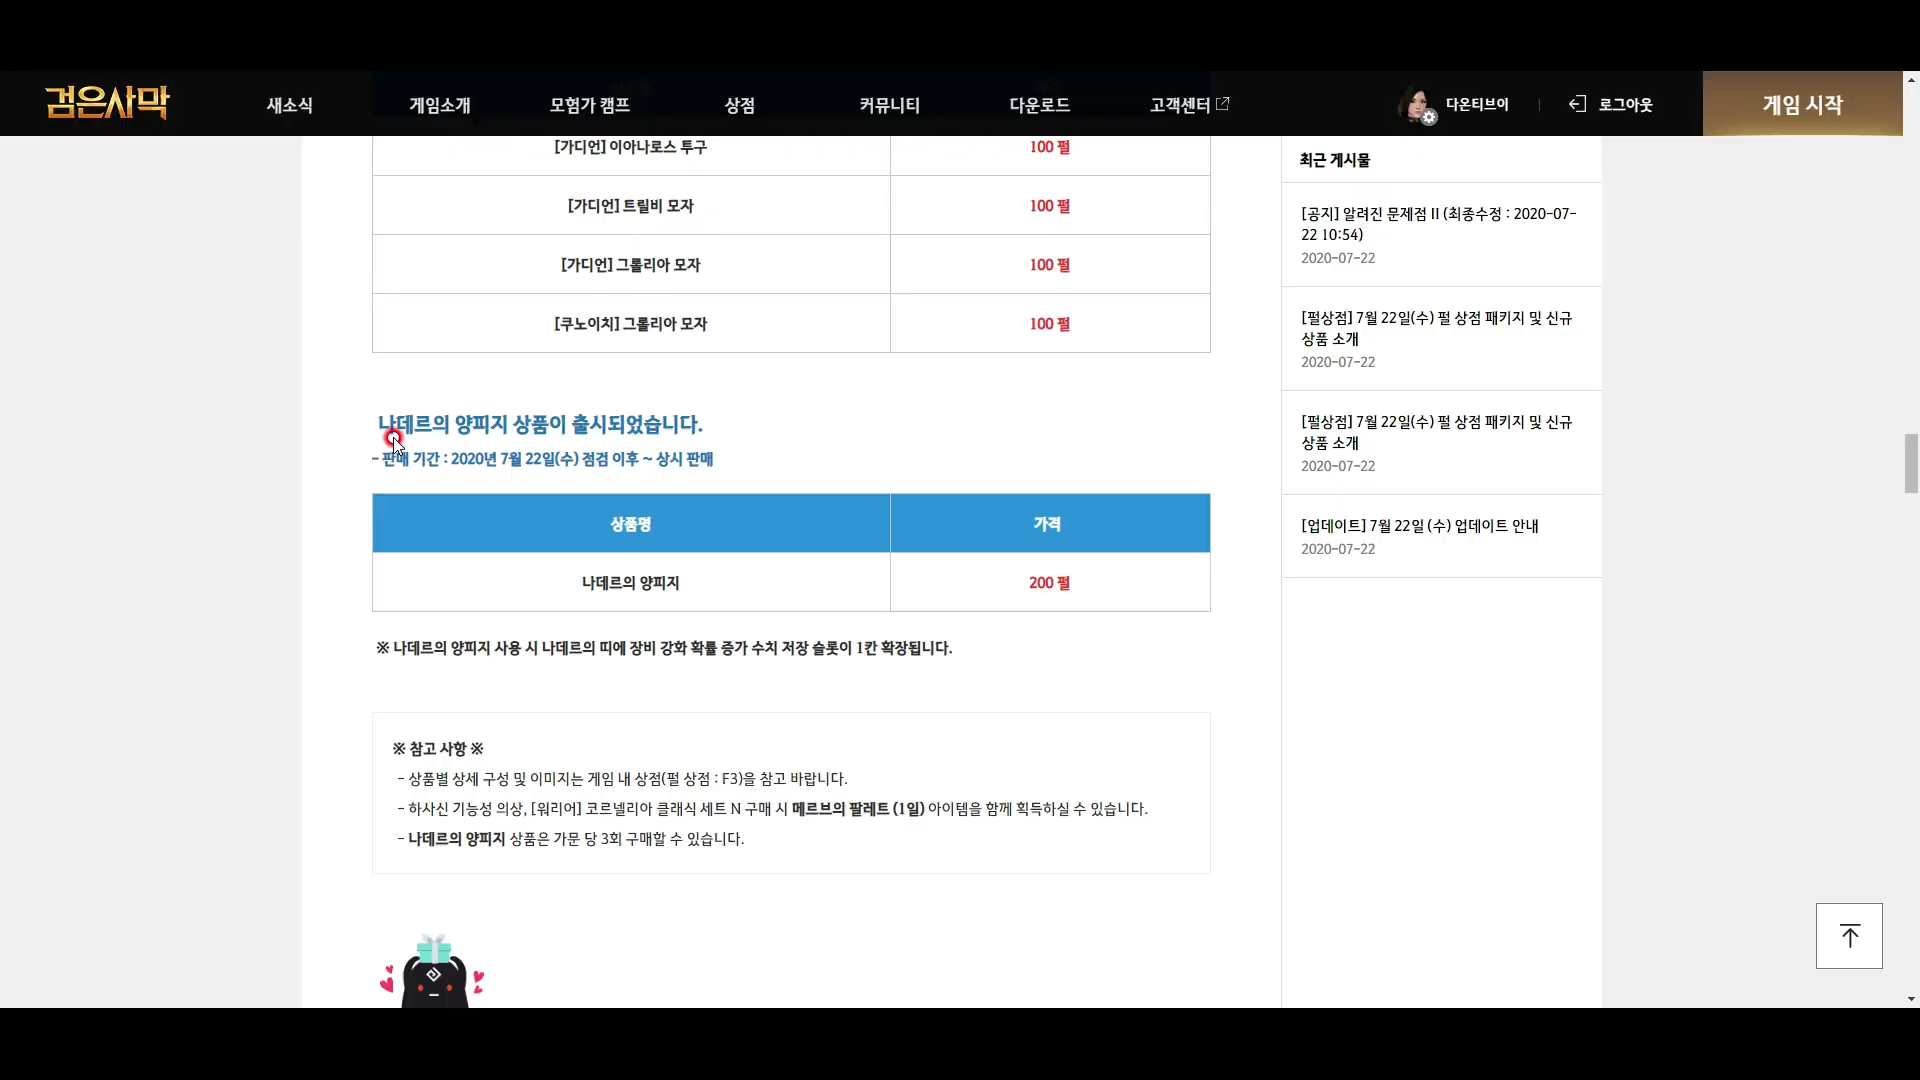 검은사막
새소식
게임소개
모험가 캠프
상점
커뮤니티
다운로드
고객센터
다온티브이
로그아웃
게임 시작
[가디언] 이아나로스 투구
100 펄
[가디언] 트릴비 모자
100 펄
[가디언] 그롤리아 모자
100 펄
[쿠노이치] 그롤리아 모자
100 펄
나데르의 양피지 상품이 출시되었습니다.
- 판매 기간 : 2020년 7월 22일(수) 점검 이후 ~ 상시 판매
상품명
가격
나데르의 양피지
200 펄
※ 나데르의 양피지 사용 시 나데르의 띠에 장비 강화 확률 증가 수치 저장 슬롯이 1칸 확장됩니다.
※ 참고 사항 ※
- 상품별 상세 구성 및 이미지는 게임 내 상점(펄 상점 : F3)을 참고 바랍니다.
- 하사신 기능성 의상, [워리어] 코르넬리아 클래식 세트 N 구매 시 메르브의 팔레트 (1일) 아이템을 함께 획득하실 수 있습니다.
- 나데르의 양피지 상품은 가문 당 3회 구매할 수 있습니다.
최근 게시물
[공지] 알려진 문제점 II (최종수정 : 2020-07-
22 10:54)
2020-07-22
[펄상점] 7월 22일(수) 펄 상점 패키지 및 신규
상품 소개
2020-07-22
[펄상점] 7월 22일(수) 펄 상점 패키지 및 신규
상품 소개
2020-07-22
[업데이트] 7월 22일 (수) 업데이트 안내
2020-07-22